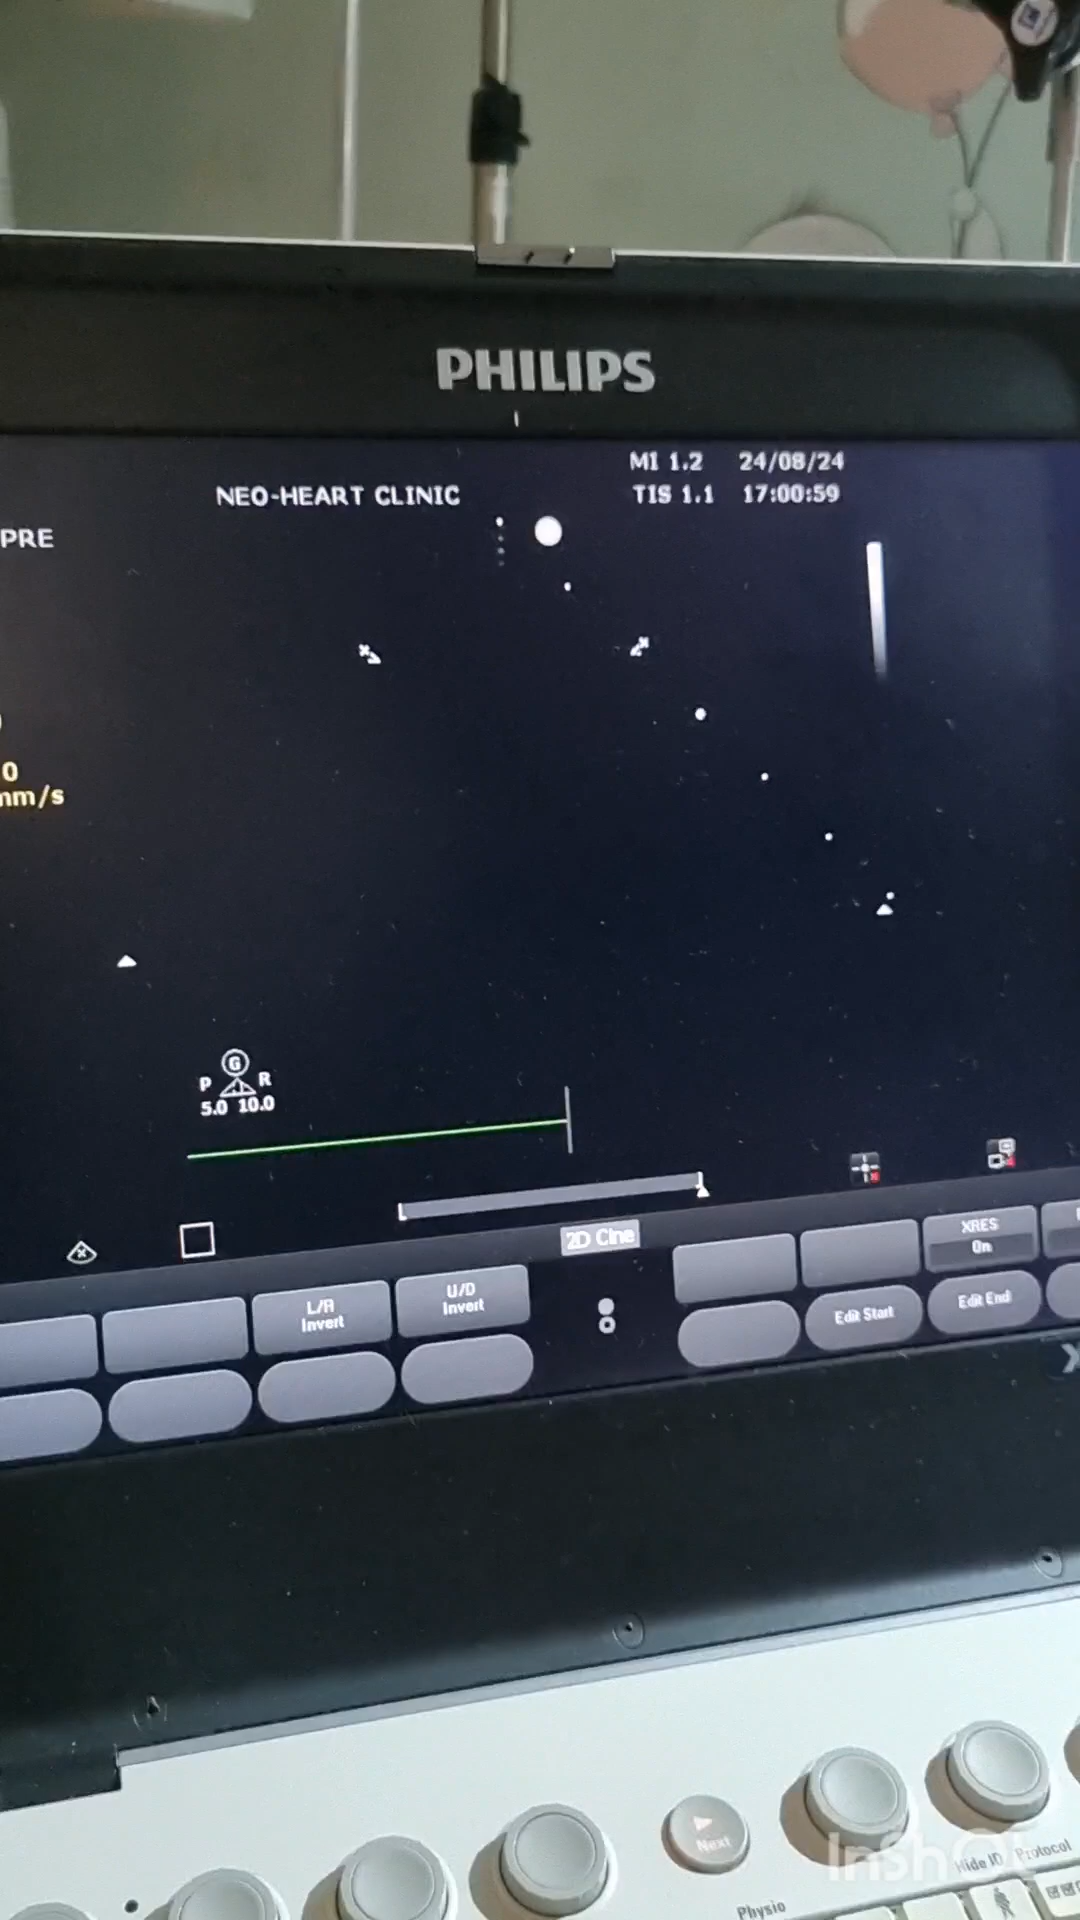 PHILIPS
MI 1.2 24/08/24
NEO-HEART CLINIC TIS 1.1 17:00:59
PRE
0
mm/s
G
P R
5.0 10.0
2D Cine
L/R
Invert
U/D
Invert
XRES
On
Edit Start
Edit End
X
Next
Hide ID
Protocol
Physio
InShOt